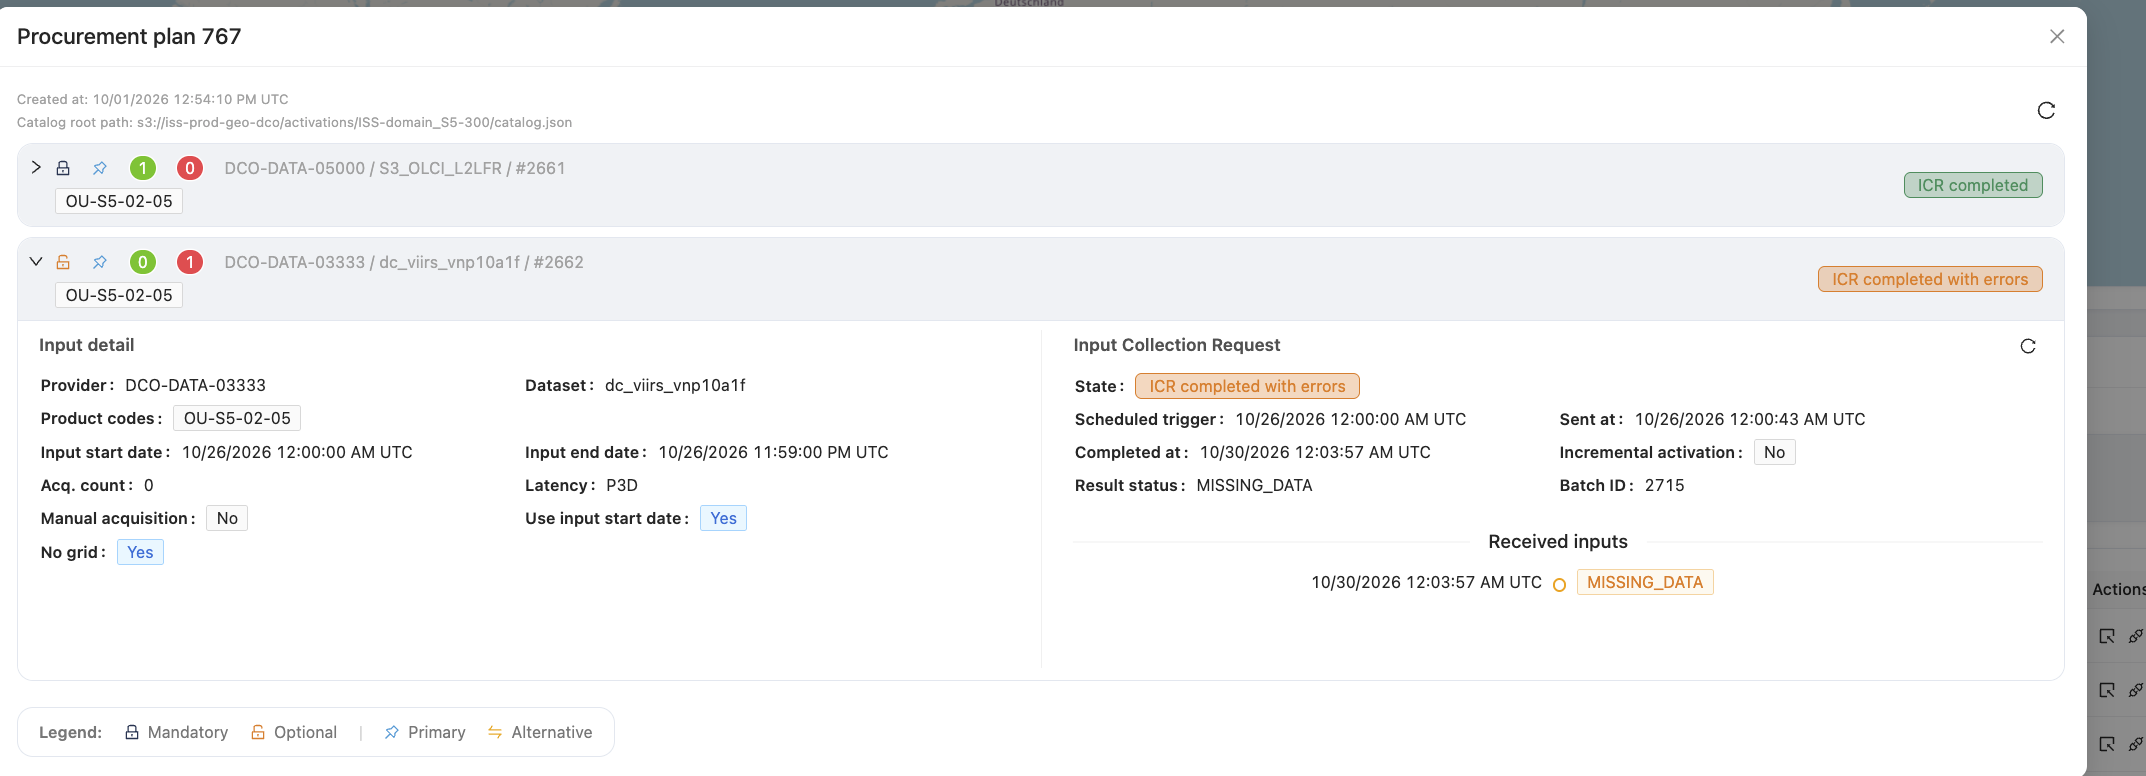 Deutschland
Procurement plan 767
Created at: 10/01/2026 12:54:10 PM UTC
Catalog root path: s3://iss-prod-geo-dco/activations/ISS-domain_S5-300/catalog.json
1 0 DCO-DATA-05000 / S3_OLCI_L2LFR / #2661
OU-S5-02-05
ICR completed
0 1 DCO-DATA-03333 / dc_viirs_vnp10a1f / #2662
OU-S5-02-05
ICR completed with errors
Input detail
Provider: DCO-DATA-03333 Dataset: dc_viirs_vnp10a1f
Product codes: OU-S5-02-05
Input start date: 10/26/2026 12:00:00 AM UTC Input end date: 10/26/2026 11:59:00 PM UTC
Acq. count: 0 Latency: P3D
Manual acquisition: No Use input start date: Yes
No grid: Yes
Input Collection Request
State: ICR completed with errors
Scheduled trigger: 10/26/2026 12:00:00 AM UTC Sent at: 10/26/2026 12:00:43 AM UTC
Completed at: 10/30/2026 12:03:57 AM UTC Incremental activation: No
Result status: MISSING_DATA Batch ID: 2715
Received inputs
10/30/2026 12:03:57 AM UTC MISSING_DATA
Actions
Legend: Mandatory Optional | Primary Alternative